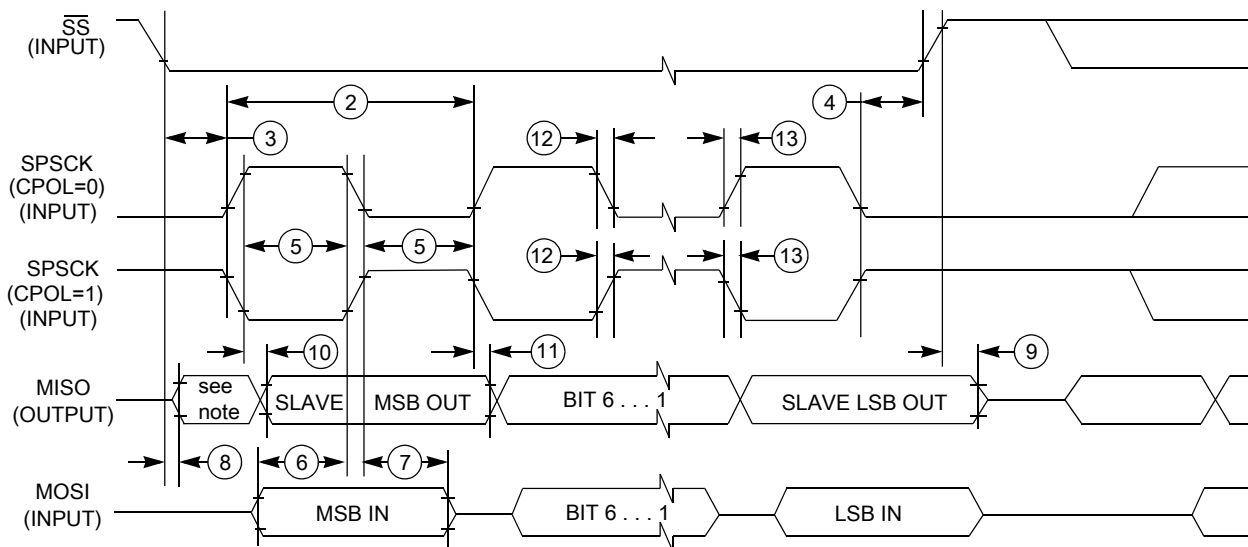 SS
(INPUT)
2
4
3
12
13
SPSCK
(CPOL=0)
(INPUT)
5
5
SPSCK
(CPOL=1)
(INPUT)
12
13
10
11
9
MISO
(OUTPUT)
see
note
SLAVE
MSB OUT
BIT 6 . . . 1
SLAVE LSB OUT
8
6
7
MOSI
(INPUT)
MSB IN
BIT 6 . . . 1
LSB IN